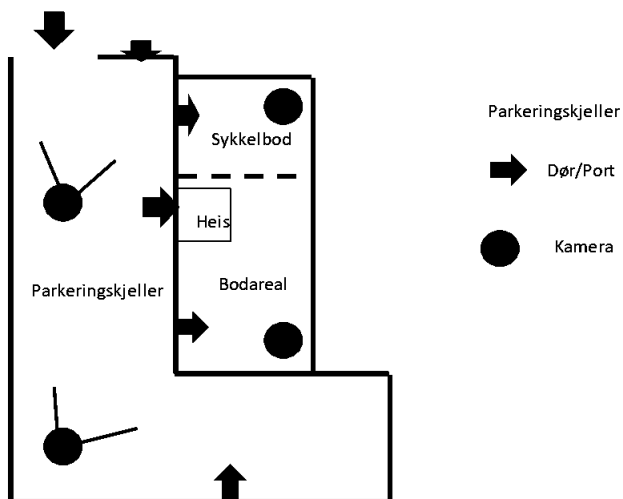 Sykkelbod
Heis
Parkeringskjeller
Bodareal
Parkeringskjeller
Dør/Port
Kamera